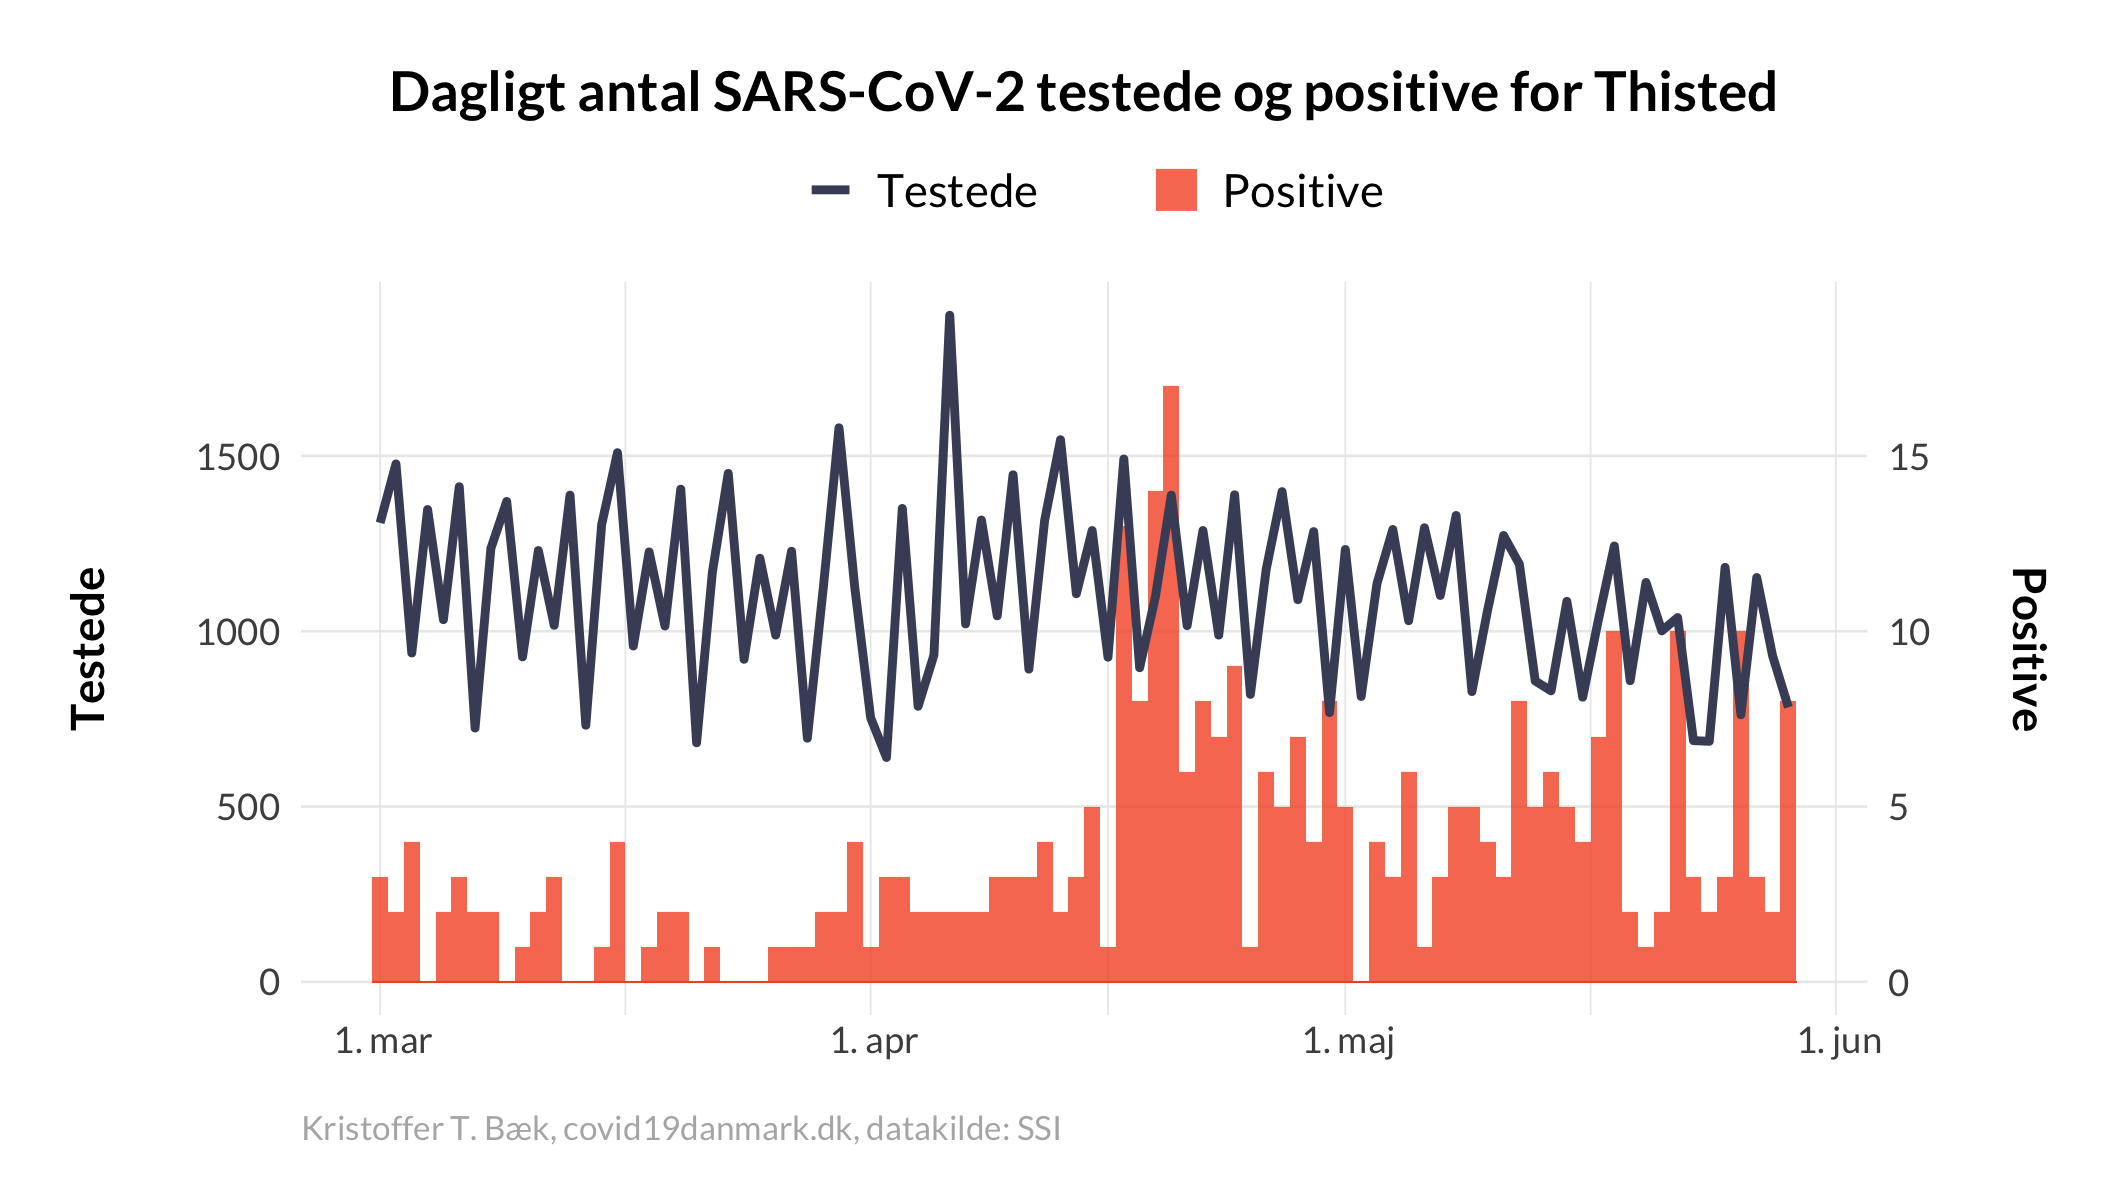 Dagligt antal SARS-CoV-2 testede og positive for Thisted
Testede Positive
1500 15
1000 10
500 5
0 0
Testede
Positive
1. mar 1. apr 1. maj 1. jun
Kristoffer T. Bæk, covid19danmark.dk, datakilde: SSI